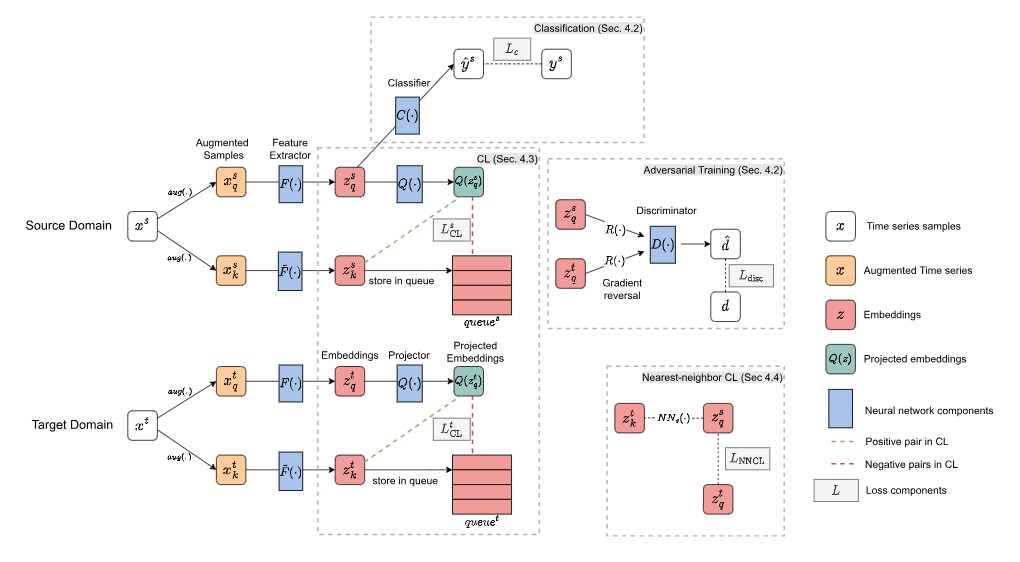 Classification (Sec. 4.2)
L_c
ŷ^s
y^s
Classifier
C(·)
Augmented
Samples
Feature
Extractor
CL (Sec. 4.3)
aug(.)
x_q^s
F(·)
z_q^s
Q(·)
Q(z_q^s)
Source Domain
x^s
L_CL^s
aug(.)
x_k^s
F̃(·)
z_k^s
store in queue
queue^s
Embeddings
Projector
Projected
Embeddings
aug(.)
x_q^t
F(·)
z_q^t
Q(·)
Q(z_q^t)
Target Domain
x^t
L_CL^t
aug(.)
x_k^t
F̃(·)
z_k^t
store in queue
queue^t
Adversarial Training (Sec. 4.2)
z_q^s
Discriminator
R(·)
D(·)
d̂
z_q^t
R(·)
Gradient
reversal
L_disc
d
Nearest-neighbor CL (Sec 4.4)
z_k^t
NN_s(·)
z_q^s
L_NNCL
z_q^t
x
Time series samples
x
Augmented Time series
z
Embeddings
Q(z)
Projected embeddings
Neural network components
Positive pair in CL
Negative pairs in CL
L
Loss components